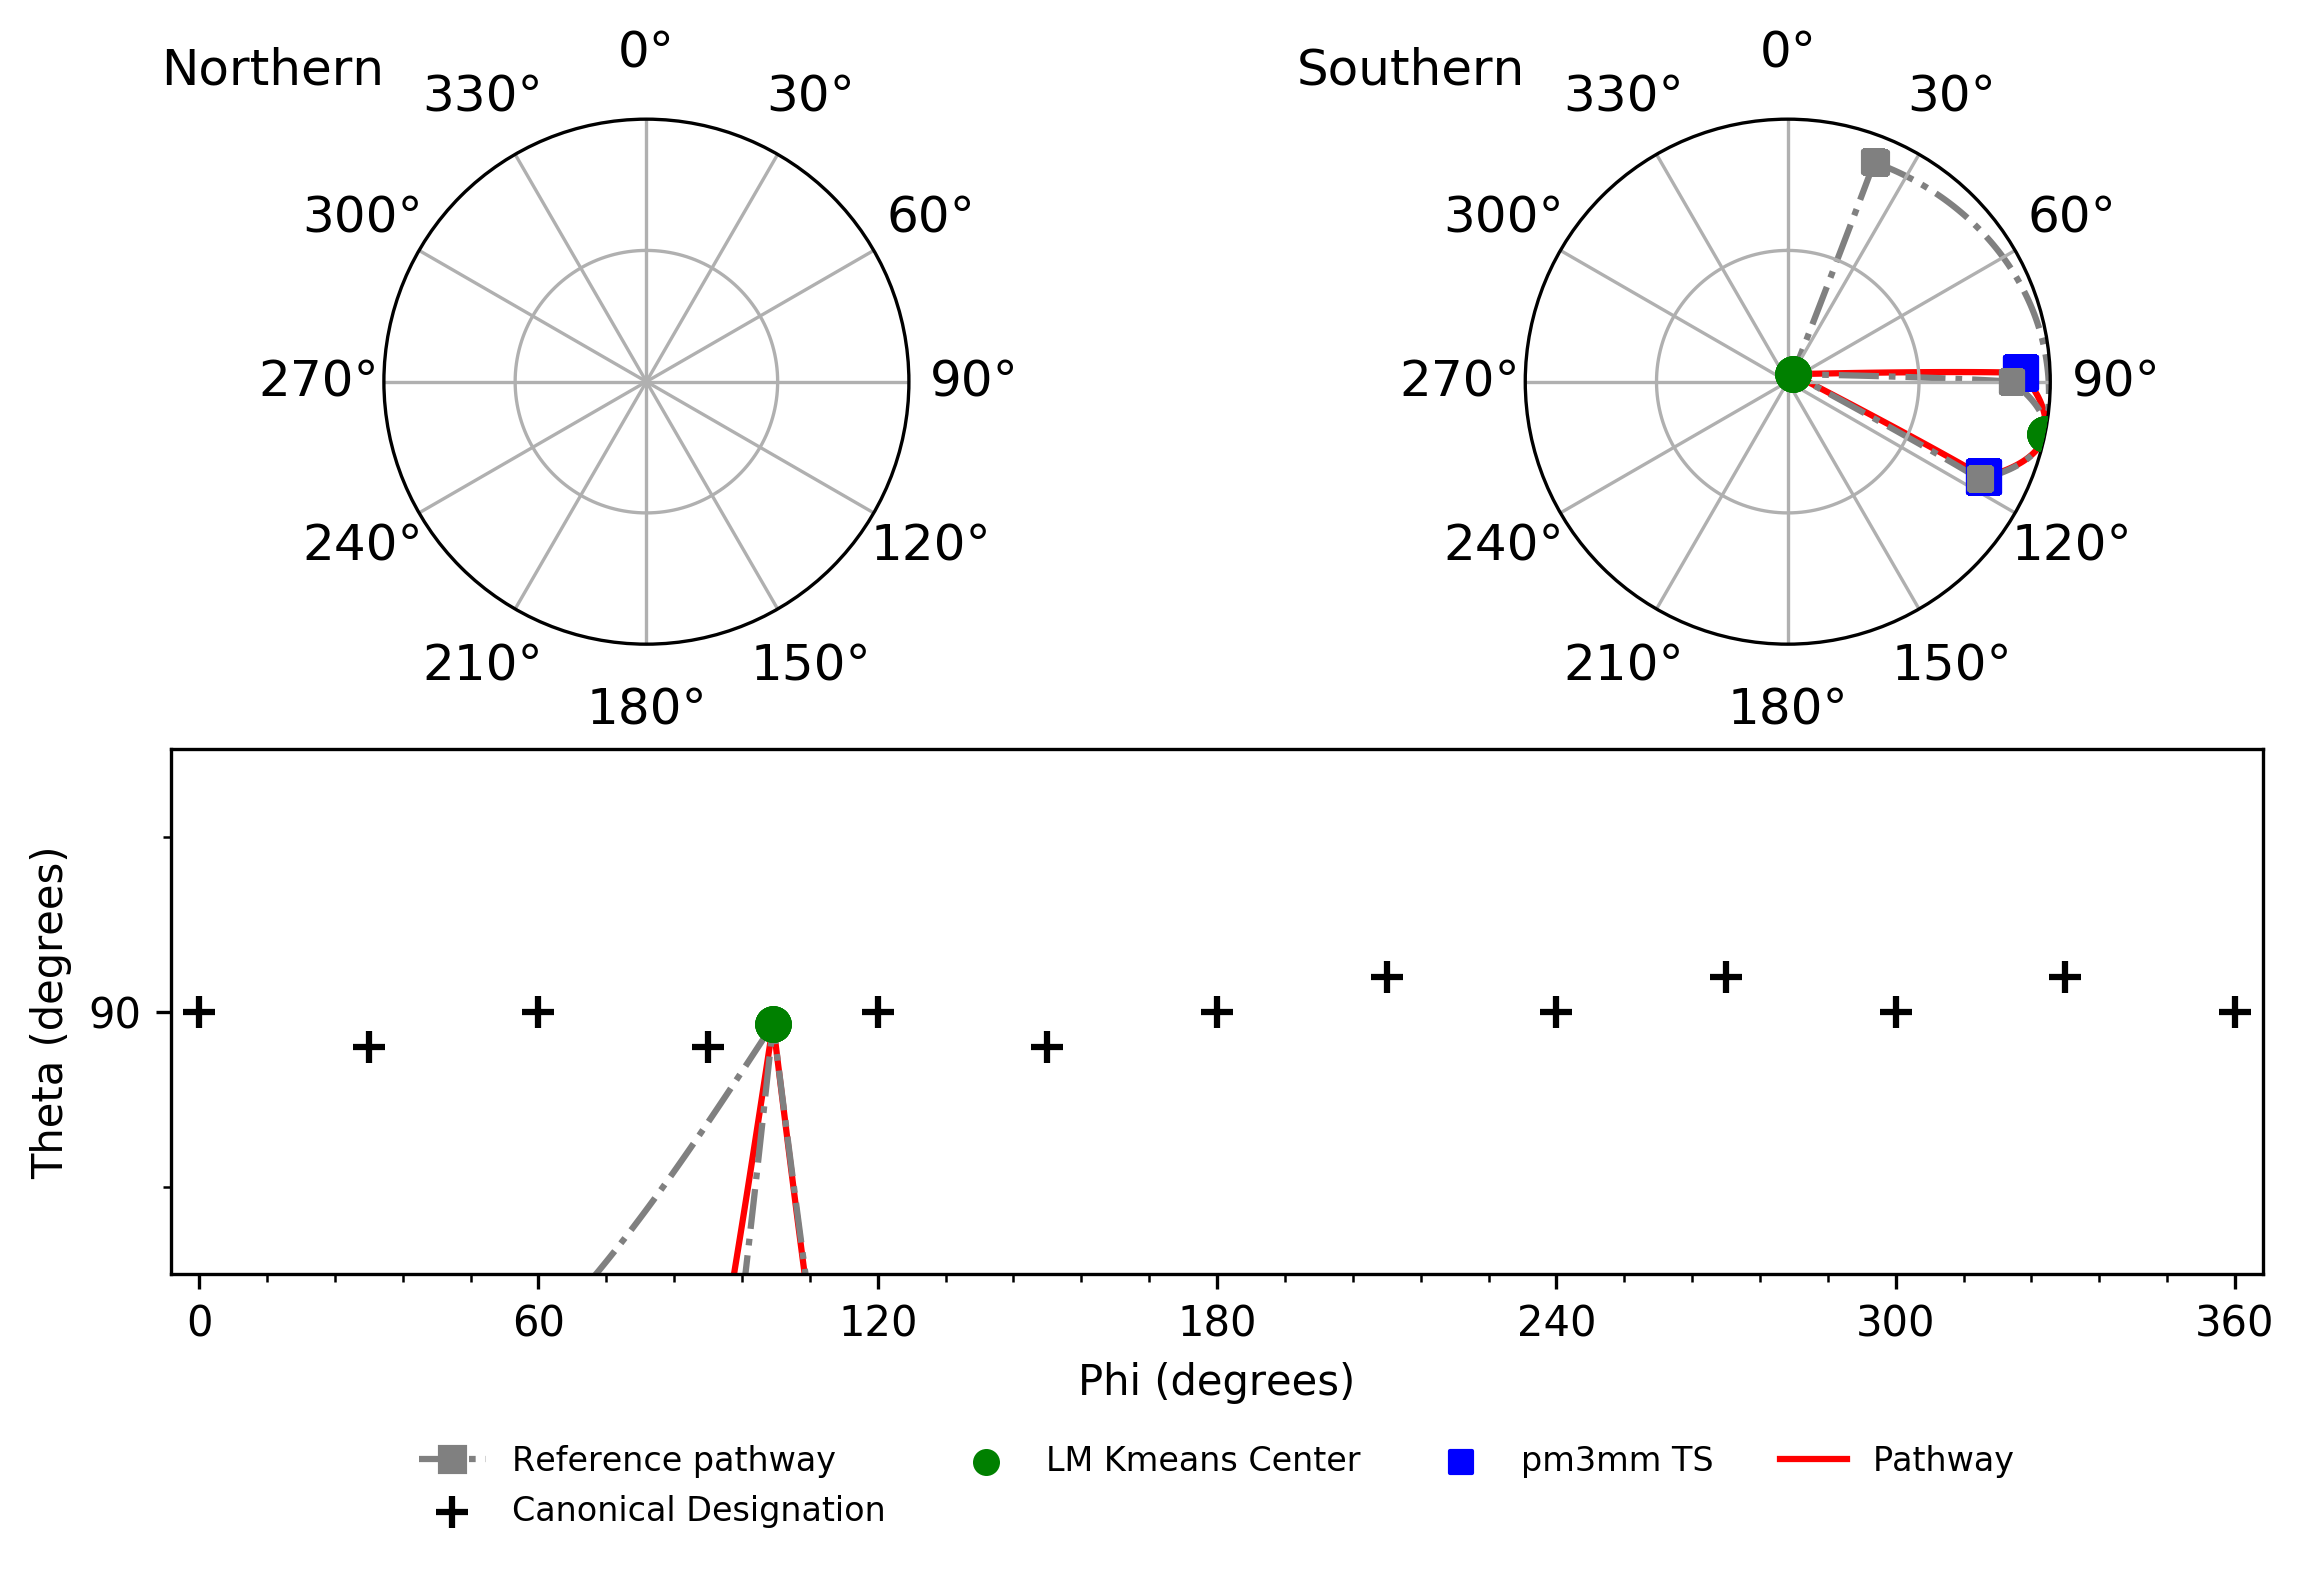 Northern
0°
30°
60°
90°
120°
150°
180°
210°
240°
270°
300°
330°
Southern
0°
30°
60°
90°
120°
150°
180°
210°
240°
270°
300°
330°
Theta (degrees)
90
0 60 120 180 240 300 360
Phi (degrees)
Reference pathway
Canonical Designation
LM Kmeans Center
pm3mm TS
Pathway